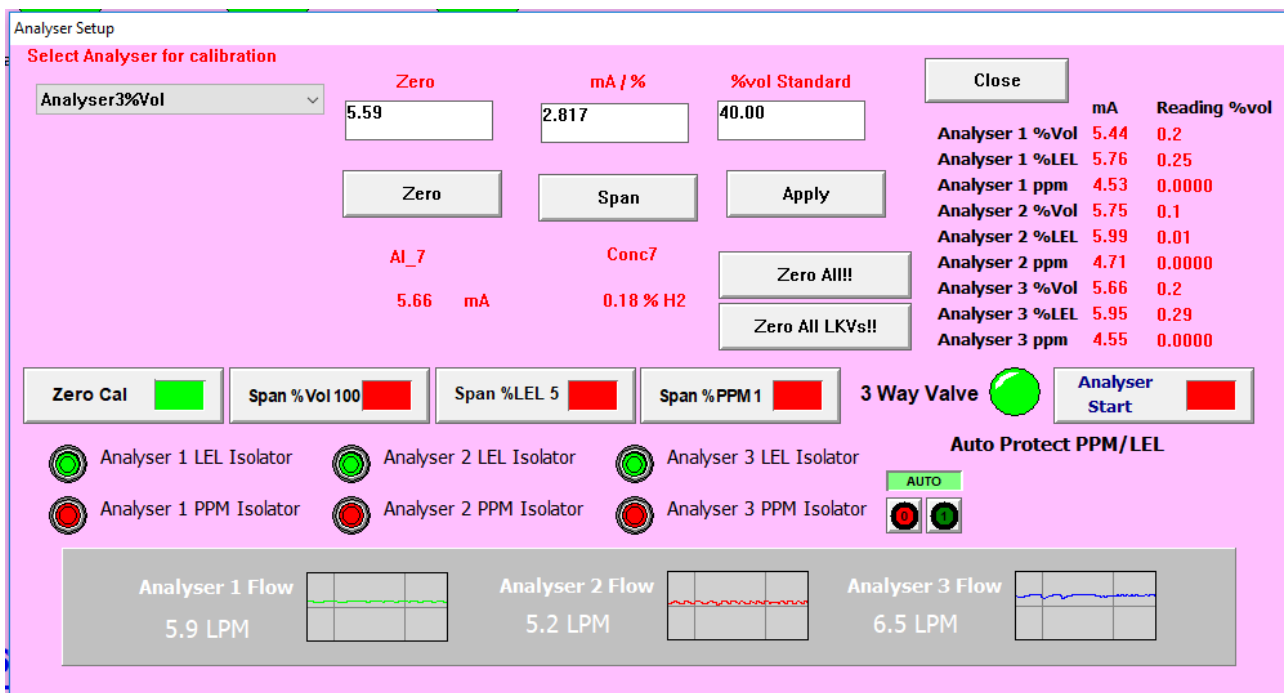 Analyser Setup
Select Analyser for calibration
Analyser3%Vol
Zero
mA / %
%vol Standard
5.59
2.817
40.00
Zero
Span
Apply
AI_7
Conc7
5.66 mA
0.18 % H2
Zero All!!
Zero All LKVs!!
Close
mA Reading %vol
Analyser 1 %Vol 5.44 0.2
Analyser 1 %LEL 5.76 0.25
Analyser 1 ppm 4.53 0.0000
Analyser 2 %Vol 5.75 0.1
Analyser 2 %LEL 5.99 0.01
Analyser 2 ppm 4.71 0.0000
Analyser 3 %Vol 5.66 0.2
Analyser 3 %LEL 5.95 0.29
Analyser 3 ppm 4.55 0.0000
Zero Cal
Span %Vol 100
Span %LEL 5
Span %PPM 1
3 Way Valve
Analyser
Start
Analyser 1 LEL Isolator
Analyser 2 LEL Isolator
Analyser 3 LEL Isolator
Auto Protect PPM/LEL
Analyser 1 PPM Isolator
Analyser 2 PPM Isolator
Analyser 3 PPM Isolator
AUTO
0 1
Analyser 1 Flow
5.9 LPM
Analyser 2 Flow
5.2 LPM
Analyser 3 Flow
6.5 LPM